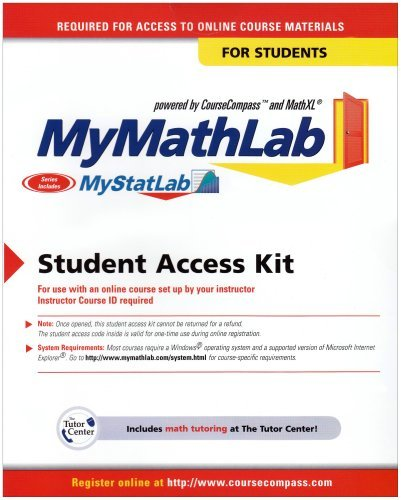 REQUIRED FOR ACCESS TO ONLINE COURSE MATERIALS
FOR STUDENTS
powered by CourseCompass™ and MathXL®
MyMathLab
Series
Includes
MyStatLab
Student Access Kit
For use with an online course set up by your instructor
Instructor Course ID required
Note: Once opened, this student access kit cannot be returned for a refund.
The student access code inside is valid for one-time use during online registration.
System Requirements: Most courses require a Windows® operating system and a supported version of Microsoft Internet
Explorer®. Go to http://www.mymathlab.com/system.html for course-specific requirements.
The
Tutor
Center
Includes math tutoring at The Tutor Center!
Register online at http://www.coursecompass.com